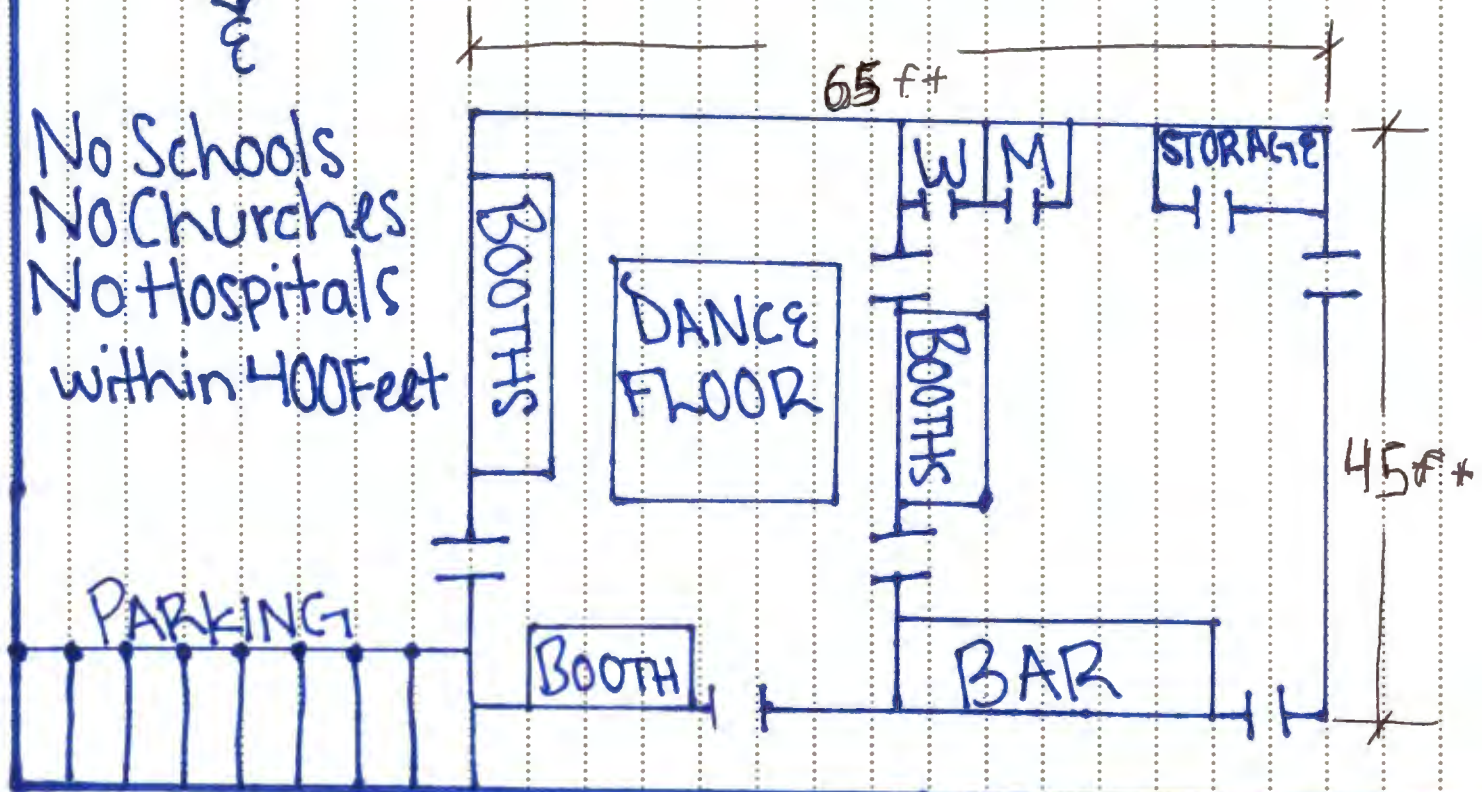 65 ft
No Schools
No Churches
No Hospitals
within 400 Feet
W
M
STORAGE
BOOTHS
DANCE
FLOOR
BOOTHS
45 ft
PARKING
BOOTH
BAR